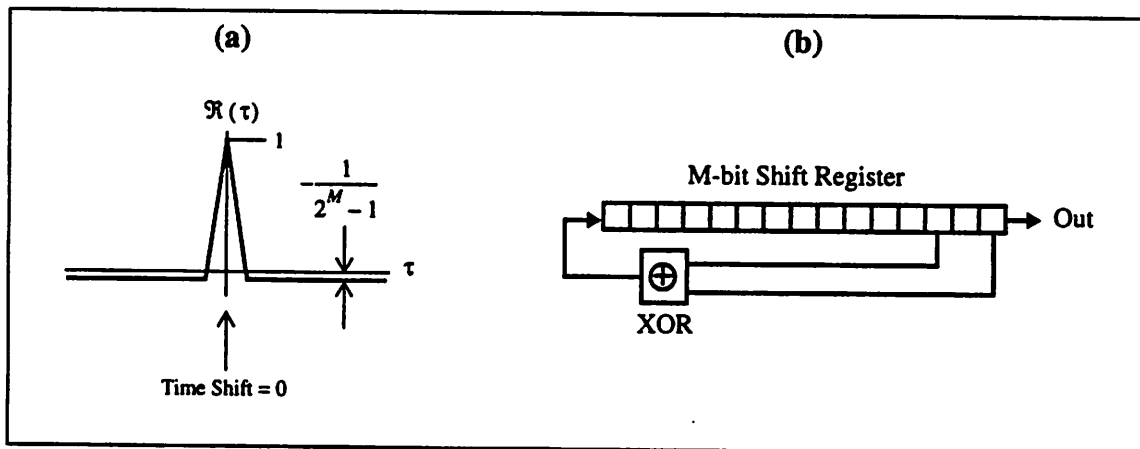 (a)
ℜ (τ)
1
- 1 / 2^M - 1
τ
Time Shift = 0
(b)
M-bit Shift Register
Out
XOR